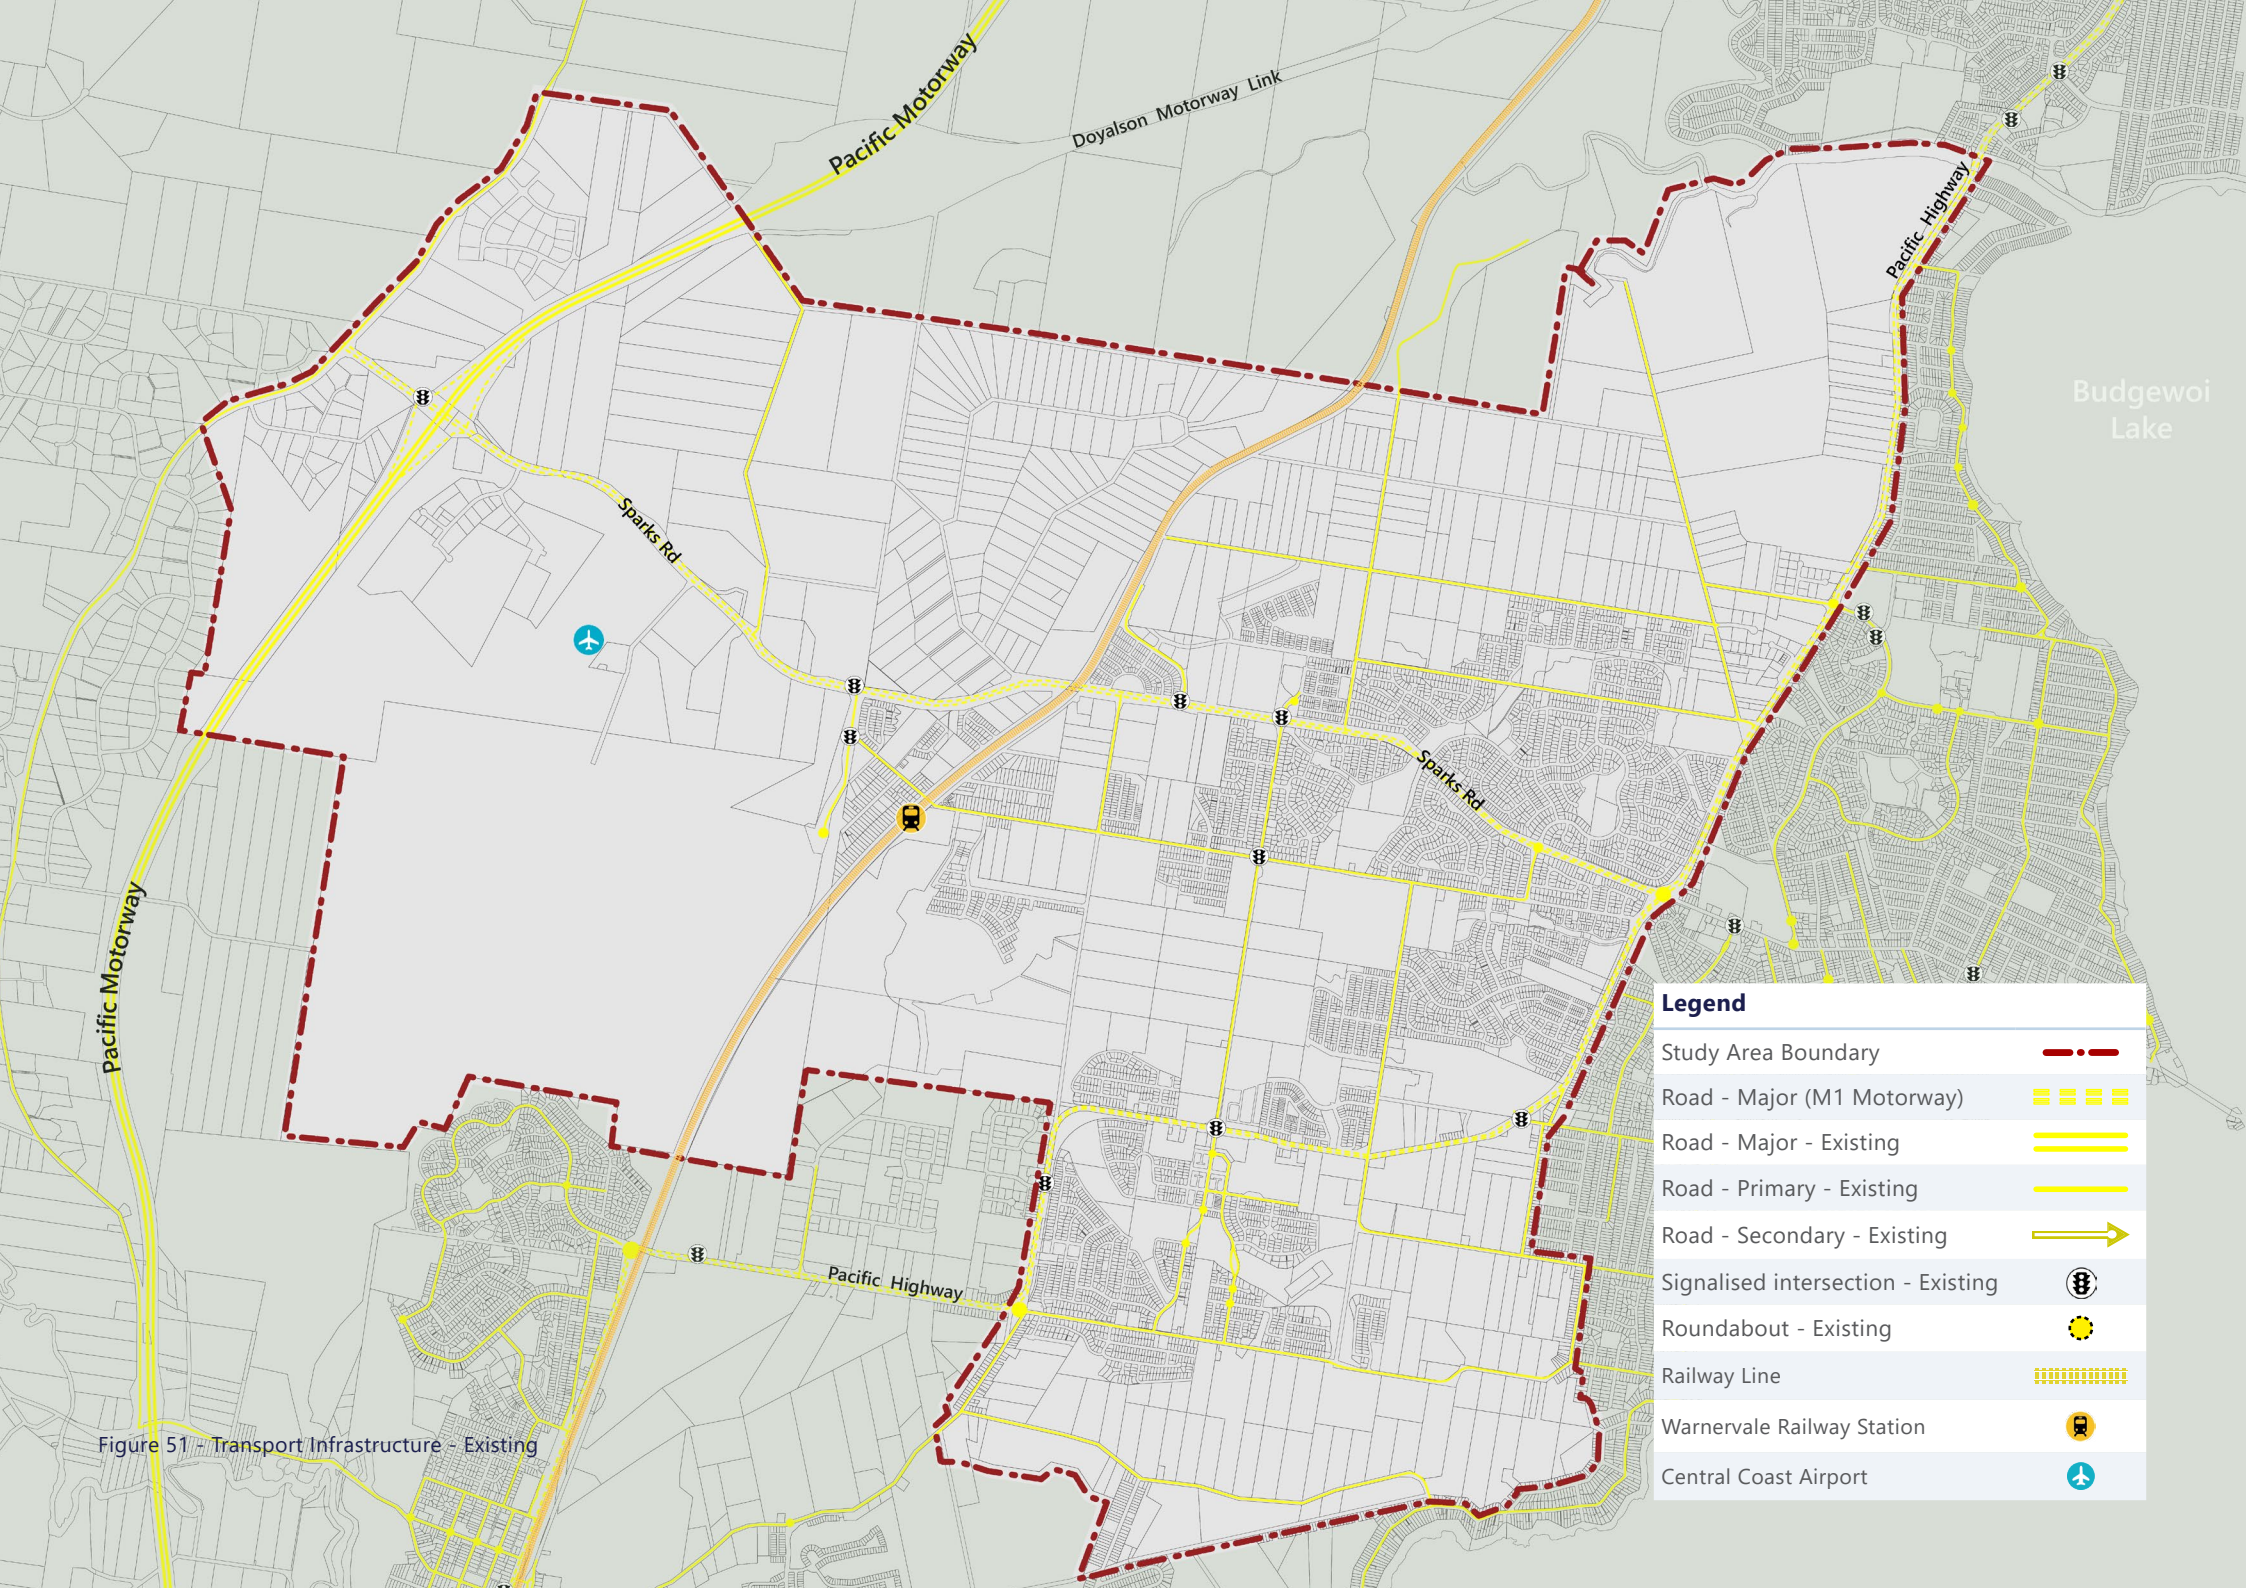 Pacific Motorway
Doyalson Motorway Link
Pacific Highway
Budgewoi
Lake
Sparks Rd
Sparks Rd
Pacific Motorway
Pacific Highway
Figure 51 - Transport Infrastructure - Existing
Legend
Study Area Boundary
Road - Major (M1 Motorway)
Road - Major - Existing
Road - Primary - Existing
Road - Secondary - Existing
Signalised intersection - Existing
Roundabout - Existing
Railway Line
Warnervale Railway Station
Central Coast Airport